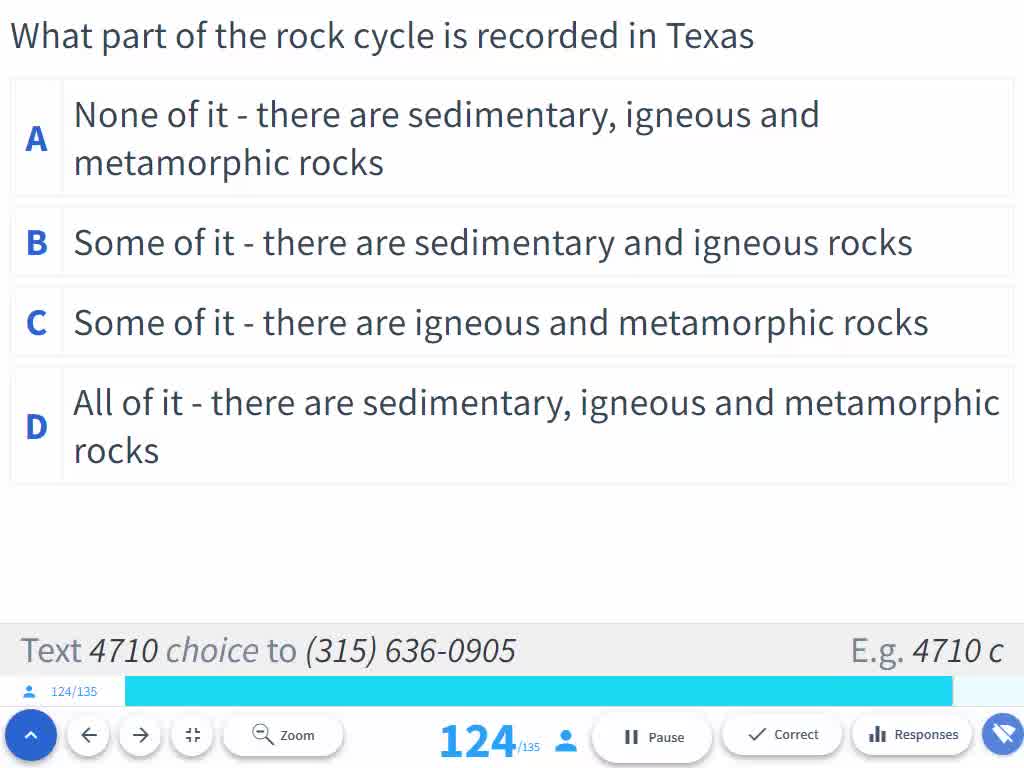 What part of the rock cycle is recorded in Texas
A
None of it - there are sedimentary, igneous and
metamorphic rocks
B
Some of it - there are sedimentary and igneous rocks
C
Some of it - there are igneous and metamorphic rocks
D
All of it - there are sedimentary, igneous and metamorphic
rocks
Text 4710 choice to (315) 636-0905
E.g. 4710 c
124/135
Zoom
124/135
Pause
Correct
Responses